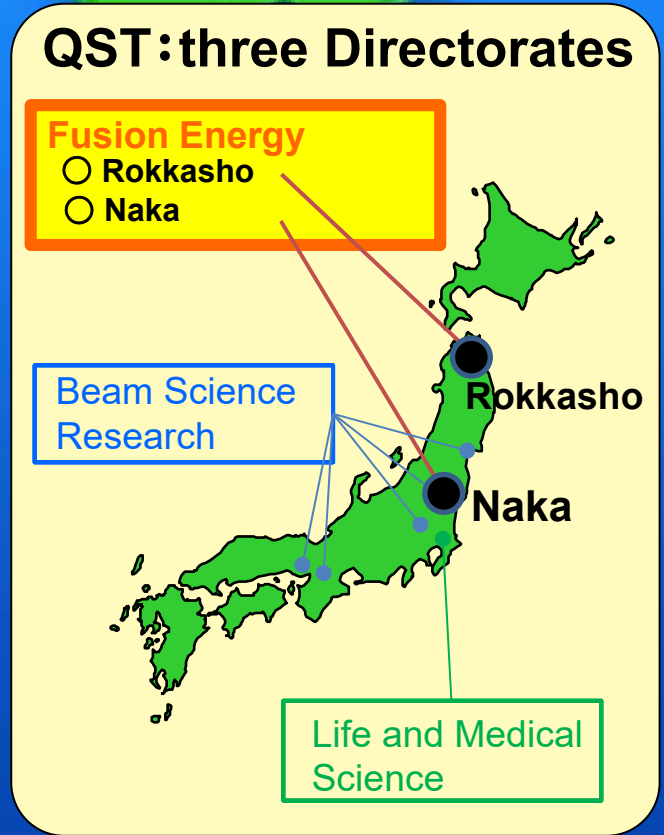 QST：three Directorates
Fusion Energy
○ Rokkasho
○ Naka
Beam Science
Research
Rokkasho
Naka
Life and Medical
Science